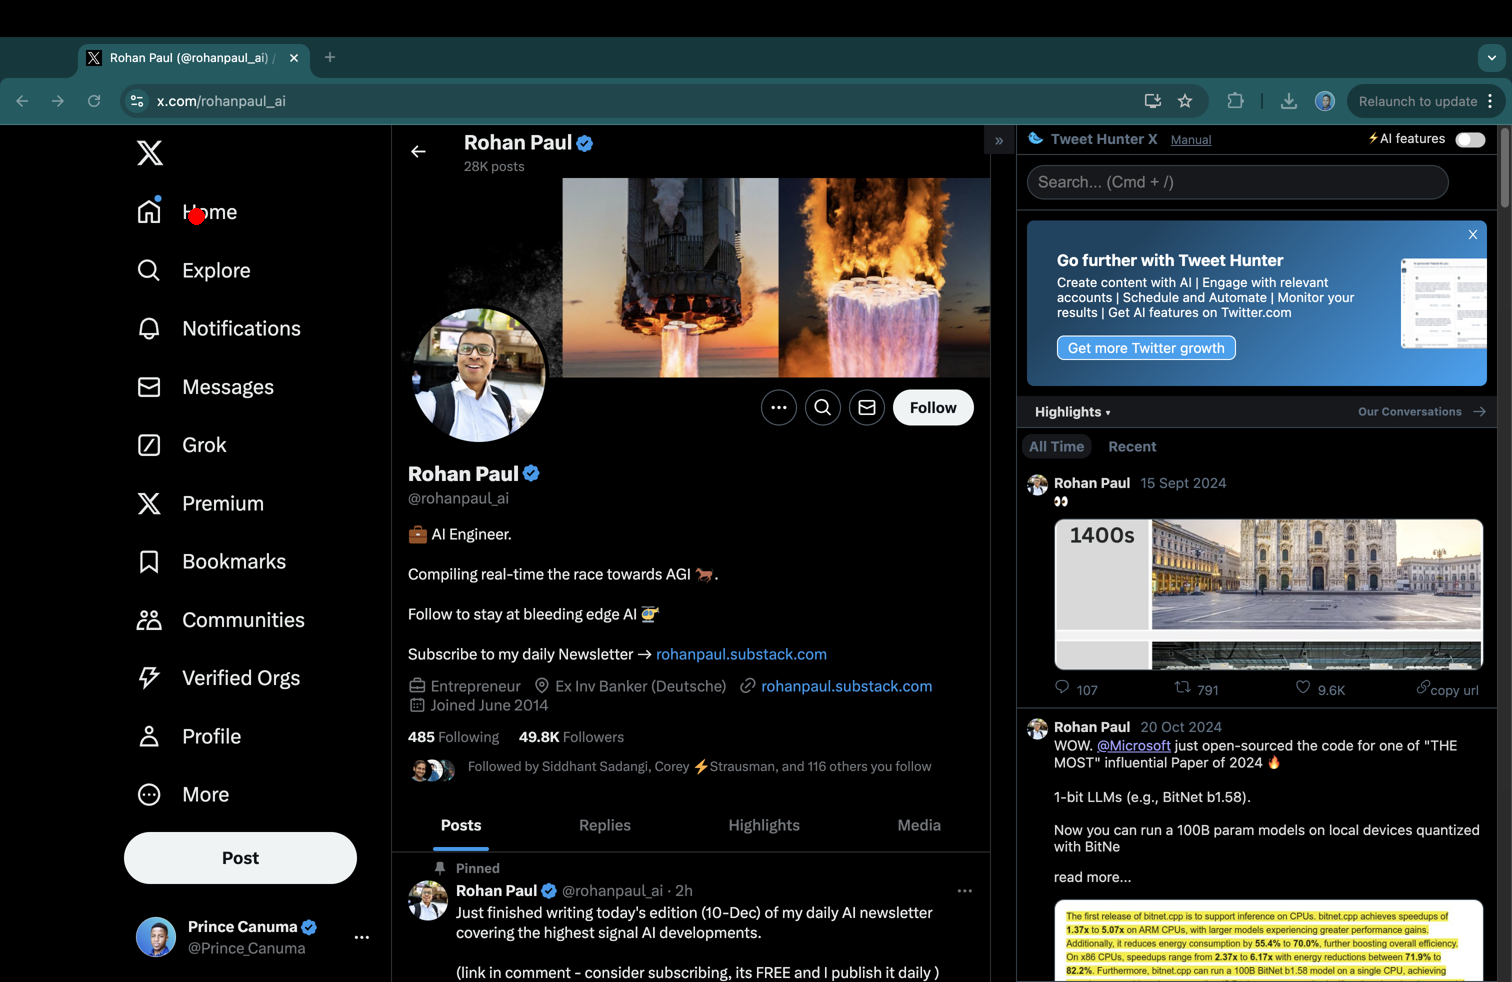 Rohan Paul (@rohanpaul_ai) /
x.com/rohanpaul_ai
Relaunch to update
Home
Explore
Notifications
Messages
Grok
Premium
Bookmarks
Communities
Verified Orgs
Profile
More
Post
Prince Canuma
@Prince_Canuma
Rohan Paul
28K posts
Follow
Rohan Paul
@rohanpaul_ai
💼 AI Engineer.
Compiling real-time the race towards AGI 🐎.
Follow to stay at bleeding edge AI 🚁
Subscribe to my daily Newsletter → rohanpaul.substack.com
Entrepreneur Ex Inv Banker (Deutsche) rohanpaul.substack.com
Joined June 2014
485 Following 49.8K Followers
Followed by Siddhant Sadangi, Corey ⚡Strausman, and 116 others you follow
Posts Replies Highlights Media
Pinned
Rohan Paul @rohanpaul_ai · 2h
Just finished writing today's edition (10-Dec) of my daily AI newsletter
covering the highest signal AI developments.
(link in comment - consider subscribing, its FREE and I publish it daily )
Tweet Hunter X Manual ⚡AI features
Search... (Cmd + /)
X
Go further with Tweet Hunter
Create content with AI | Engage with relevant
accounts | Schedule and Automate | Monitor your
results | Get AI features on Twitter.com
Get more Twitter growth
Highlights ▾ Our Conversations →
All Time Recent
Rohan Paul 15 Sept 2024
👀
1400s
107 791 9.6K copy url
Rohan Paul 20 Oct 2024
WOW. @Microsoft just open-sourced the code for one of "THE
MOST" influential Paper of 2024 🔥
1-bit LLMs (e.g., BitNet b1.58).
Now you can run a 100B param models on local devices quantized
with BitNe
read more...
The first release of bitnet.cpp is to support inference on CPUs. bitnet.cpp achieves speedups of
1.37x to 5.07x on ARM CPUs, with larger models experiencing greater performance gains.
Additionally, it reduces energy consumption by 55.4% to 70.0%, further boosting overall efficiency.
On x86 CPUs, speedups range from 2.37x to 6.17x with energy reductions between 71.9% to
82.2%. Furthermore, bitnet.cpp can run a 100B BitNet b1.58 model on a single CPU, achieving